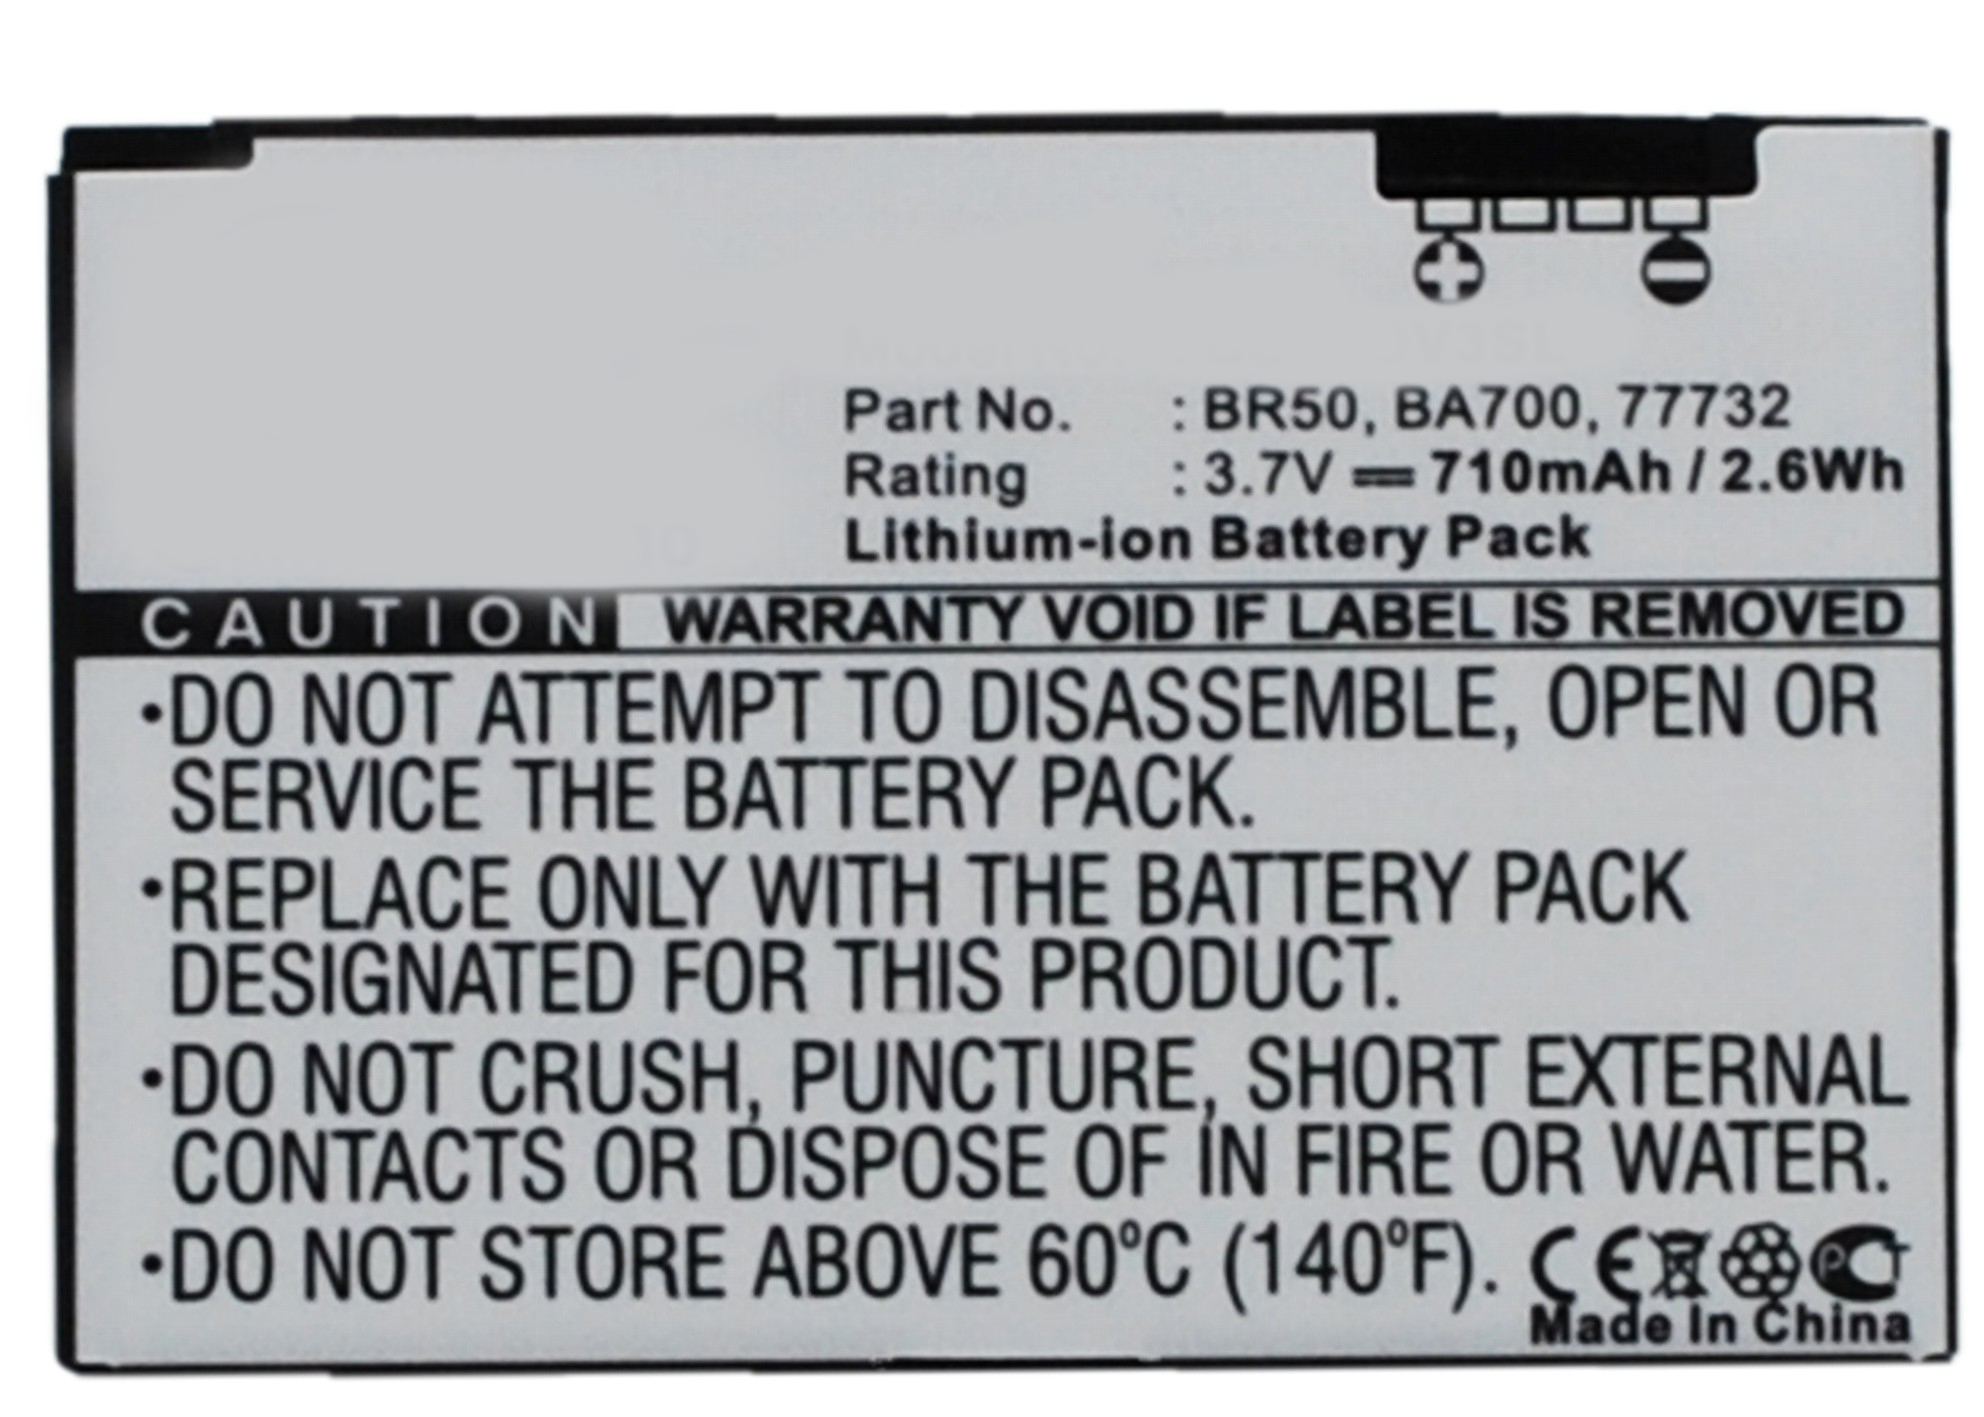 Part No. : BR50, BA700, 77732
Rating : 3.7V 710mAh / 2.6Wh
Lithium-ion Battery Pack
CAUTION WARRANTY VOID IF LABEL IS REMOVED
•DO NOT ATTEMPT TO DISASSEMBLE, OPEN OR
SERVICE THE BATTERY PACK.
•REPLACE ONLY WITH THE BATTERY PACK
DESIGNATED FOR THIS PRODUCT.
•DO NOT CRUSH, PUNCTURE, SHORT EXTERNAL
CONTACTS OR DISPOSE OF IN FIRE OR WATER.
•DO NOT STORE ABOVE 60°C (140°F). CE PCT
Made In China